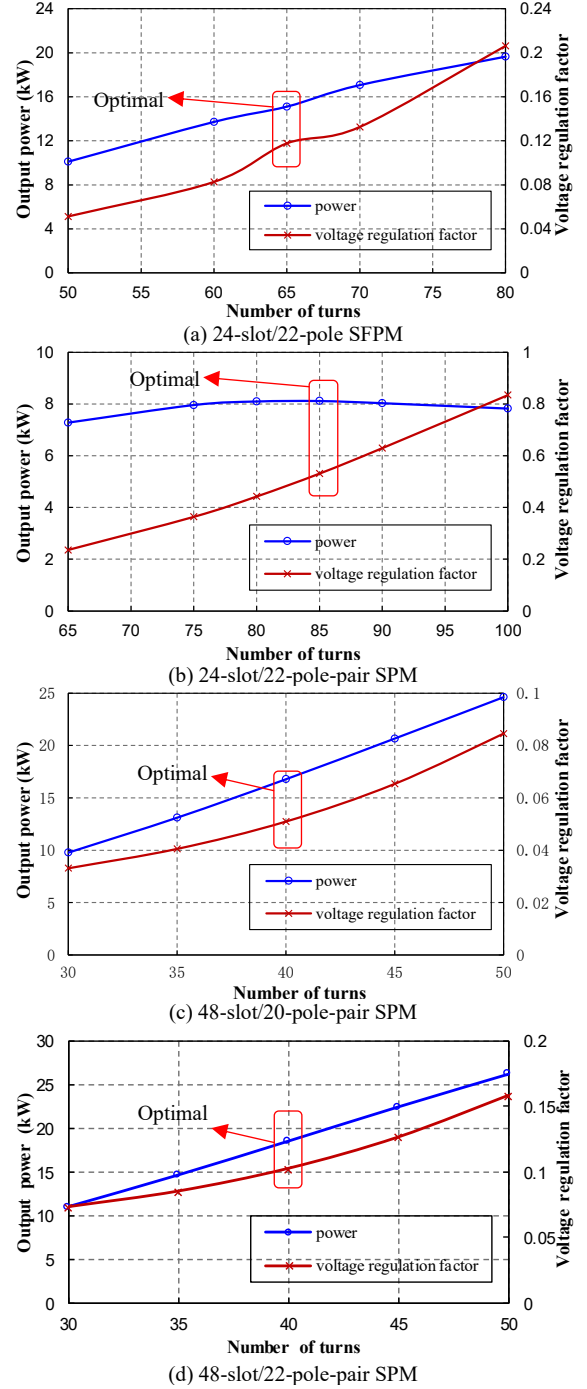 24 0.24
20 0.2
16 0.16
12 0.12
8 0.08
4 0.04
0 0
Output power (kW)
Voltage regulation factor
Optimal
power
voltage regulation factor
50 55 60 65 70 75 80
Number of turns
(a) 24-slot/22-pole SFPM
10 1
8 0.8
6 0.6
4 0.4
2 0.2
0 0
Output power (kW)
Voltage regulation factor
Optimal
power
voltage regulation factor
65 70 75 80 85 90 95 100
Number of turns
(b) 24-slot/22-pole-pair SPM
25 0.1
20 0.08
15 0.06
10 0.04
5 0.02
0 0
Output power (kW)
Voltage regulation factor
Optimal
power
voltage regulation factor
30 35 40 45 50
Number of turns
(c) 48-slot/20-pole-pair SPM
30 0.2
25
20 0.15
15 0.1
10
5 0.05
0 0
Output power (kW)
Voltage regulation factor
Optimal
power
voltage regulation factor
30 35 40 45 50
Number of turns
(d) 48-slot/22-pole-pair SPM